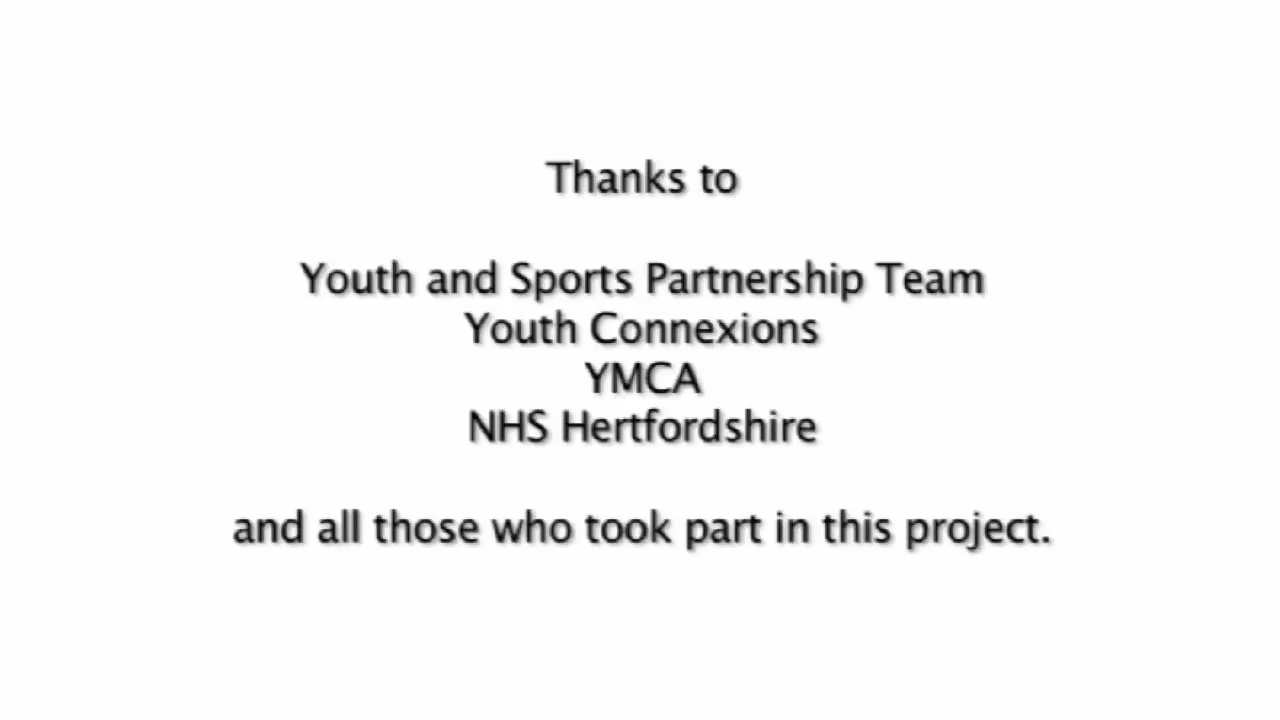 Thanks to
Youth and Sports Partnership Team
Youth Connexions
YMCA
NHS Hertfordshire
and all those who took part in this project.